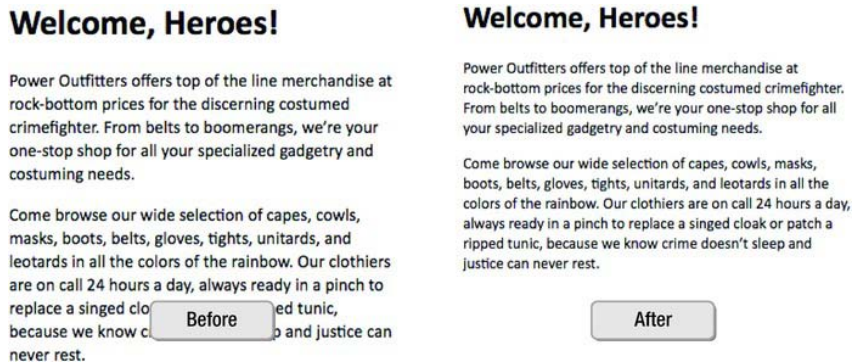 Welcome, Heroes!
Power Outfitters offers top of the line merchandise at
rock-bottom prices for the discerning costumed
crimefighter. From belts to boomerangs, we're your
one-stop shop for all your specialized gadgetry and
costuming needs.
Come browse our wide selection of capes, cowls,
masks, boots, belts, gloves, tights, unitards, and
leotards in all the colors of the rainbow. Our clothiers
are on call 24 hours a day, always ready in a pinch to
replace a singed clo ed tunic,
because we know c p and justice can
never rest.
Before
Welcome, Heroes!
Power Outfitters offers top of the line merchandise at
rock-bottom prices for the discerning costumed crimefighter.
From belts to boomerangs, we're your one-stop shop for all
your specialized gadgetry and costuming needs.
Come browse our wide selection of capes, cowls, masks,
boots, belts, gloves, tights, unitards, and leotards in all the
colors of the rainbow. Our clothiers are on call 24 hours a day,
always ready in a pinch to replace a singed cloak or patch a
ripped tunic, because we know crime doesn't sleep and
justice can never rest.
After